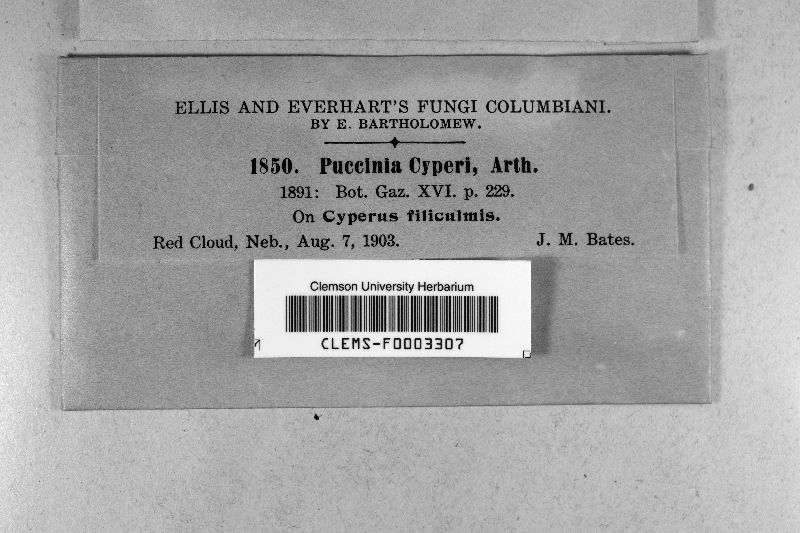 ELLIS AND EVERHART'S FUNGI COLUMBIANI.
BY E. BARTHOLOMEW.
1850. Puccinia Cyperi, Arth.
1891: Bot. Gaz. XVI. p. 229.
On Cyperus filiculmis.
Red Cloud, Neb., Aug. 7, 1903. J. M. Bates.
Clemson University Herbarium
CLEMS-F0003307